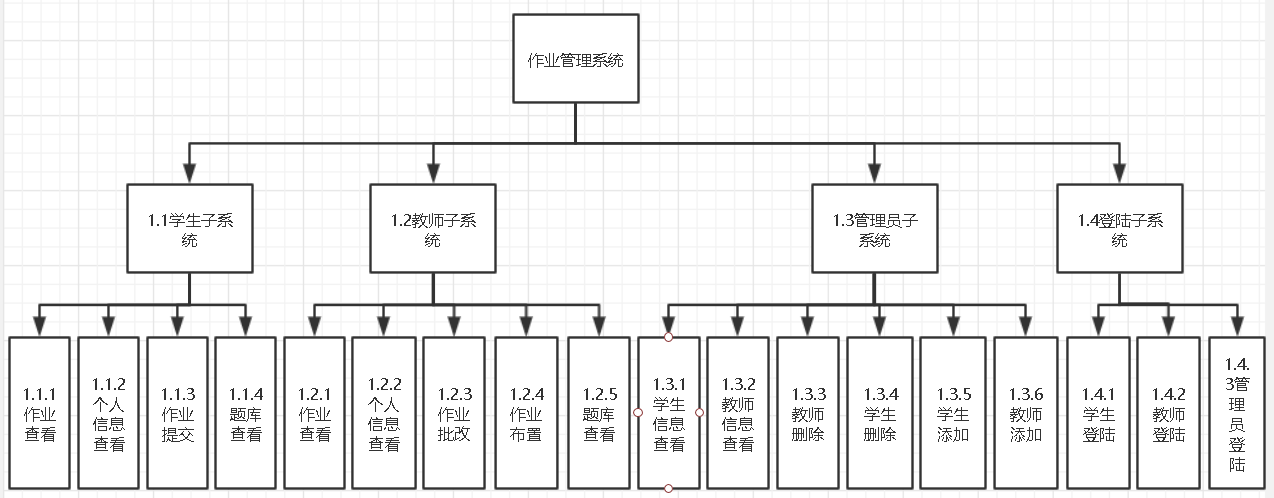 作业管理系统
1.1学生子系
统
1.2教师子系
统
1.3管理员子
系统
1.4登陆子系
统
1.1.1
作业
查看
1.1.2
个人
信息
查看
1.1.3
作业
提交
1.1.4
题库
查看
1.2.1
作业
查看
1.2.2
个人
信息
查看
1.2.3
作业
批改
1.2.4
作业
布置
1.2.5
题库
查看
1.3.1
学生
信息
查看
1.3.2
教师
信息
查看
1.3.3
教师
删除
1.3.4
学生
删除
1.3.5
学生
添加
1.3.6
教师
添加
1.4.1
学生
登陆
1.4.2
教师
登陆
1.4.
3管
理
员
登
陆